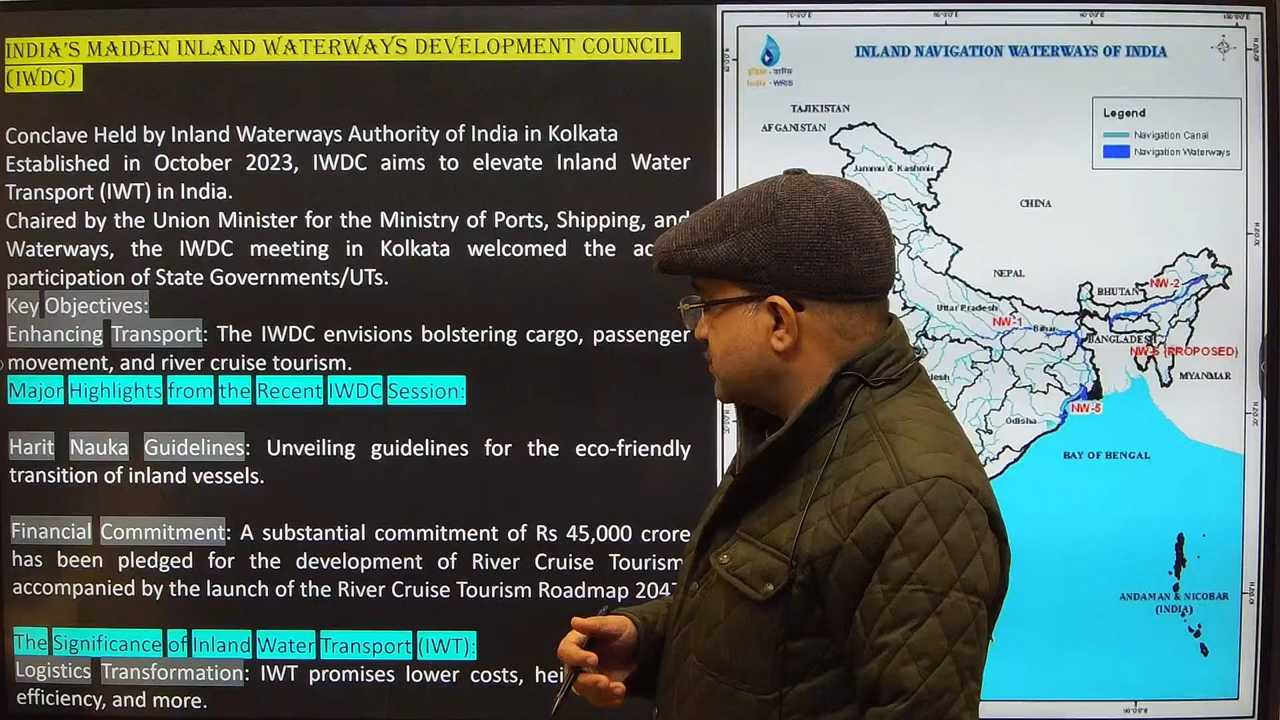 INDIA'S MAIDEN INLAND WATERWAYS DEVELOPMENT COUNCIL
(IWDC)
Conclave Held by Inland Waterways Authority of India in Kolkata
Established in October 2023, IWDC aims to elevate Inland Water
Transport (IWT) in India.
Chaired by the Union Minister for the Ministry of Ports, Shipping, and
Waterways, the IWDC meeting in Kolkata welcomed the
participation of State Governments/UTs.
Key Objectives:
Enhancing Transport: The IWDC envisions bolstering cargo, passenger
movement, and river cruise tourism.
Major Highlights from the Recent IWDC Session:
Harit Nauka Guidelines: Unveiling guidelines for the eco-friendly
transition of inland vessels.
Financial Commitment: A substantial commitment of Rs 45,000 crore
has been pledged for the development of River Cruise Tourism
accompanied by the launch of the River Cruise Tourism Roadmap
The Significance of Inland Water Transport (IWT):
Logistics Transformation: IWT promises lower costs,
efficiency, and more.
INLAND NAVIGATION WATERWAYS OF INDIA
India - WRIS
Legend
Navigation Canal
Navigation Waterways
TAJIKISTAN
AFGANISTAN
Jammu & Kashmir
CHINA
NEPAL
BHUTAN
NW-2
Uttar Pradesh
NW-1
Bihar
BANGLADESH
(PROPOSED)
MYANMAR
NW-5
Odisha
BAY OF BENGAL
ANDAMAN & NICOBAR
(INDIA)